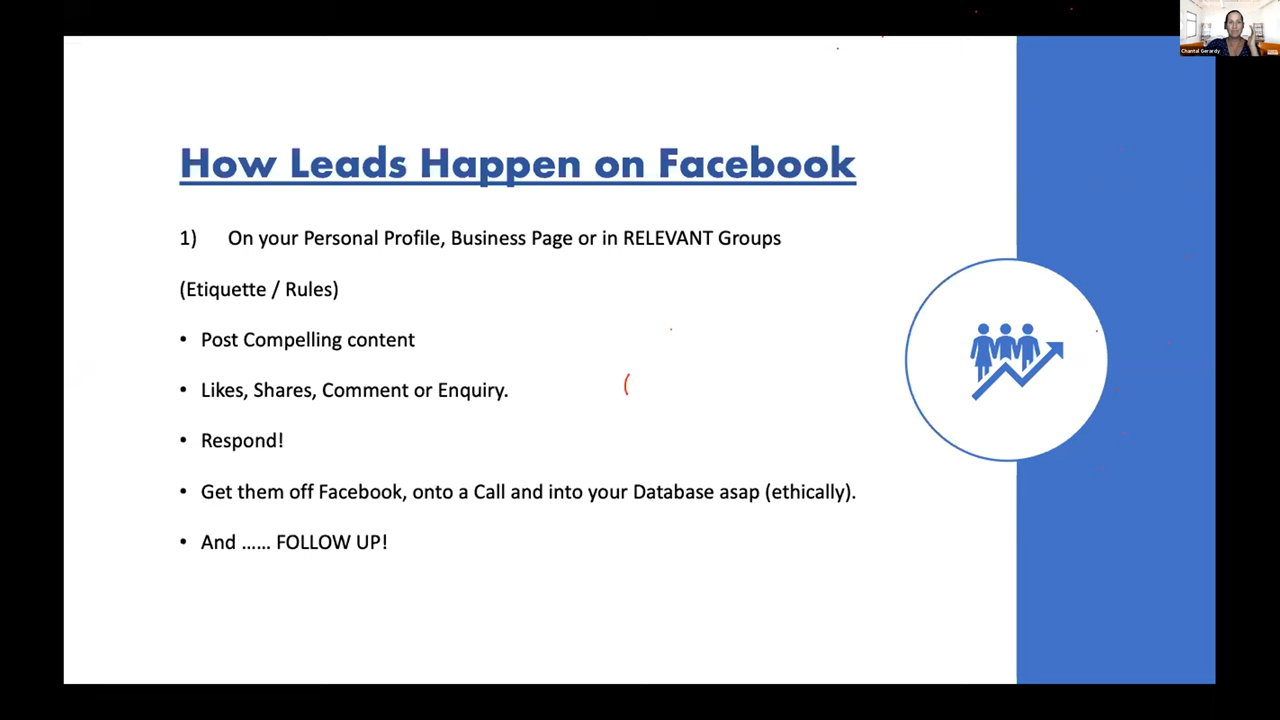 Chantal Gerardy
How Leads Happen on Facebook
1) On your Personal Profile, Business Page or in RELEVANT Groups
(Etiquette / Rules)
• Post Compelling content
• Likes, Shares, Comment or Enquiry.
• Respond!
• Get them off Facebook, onto a Call and into your Database asap (ethically).
• And …… FOLLOW UP!